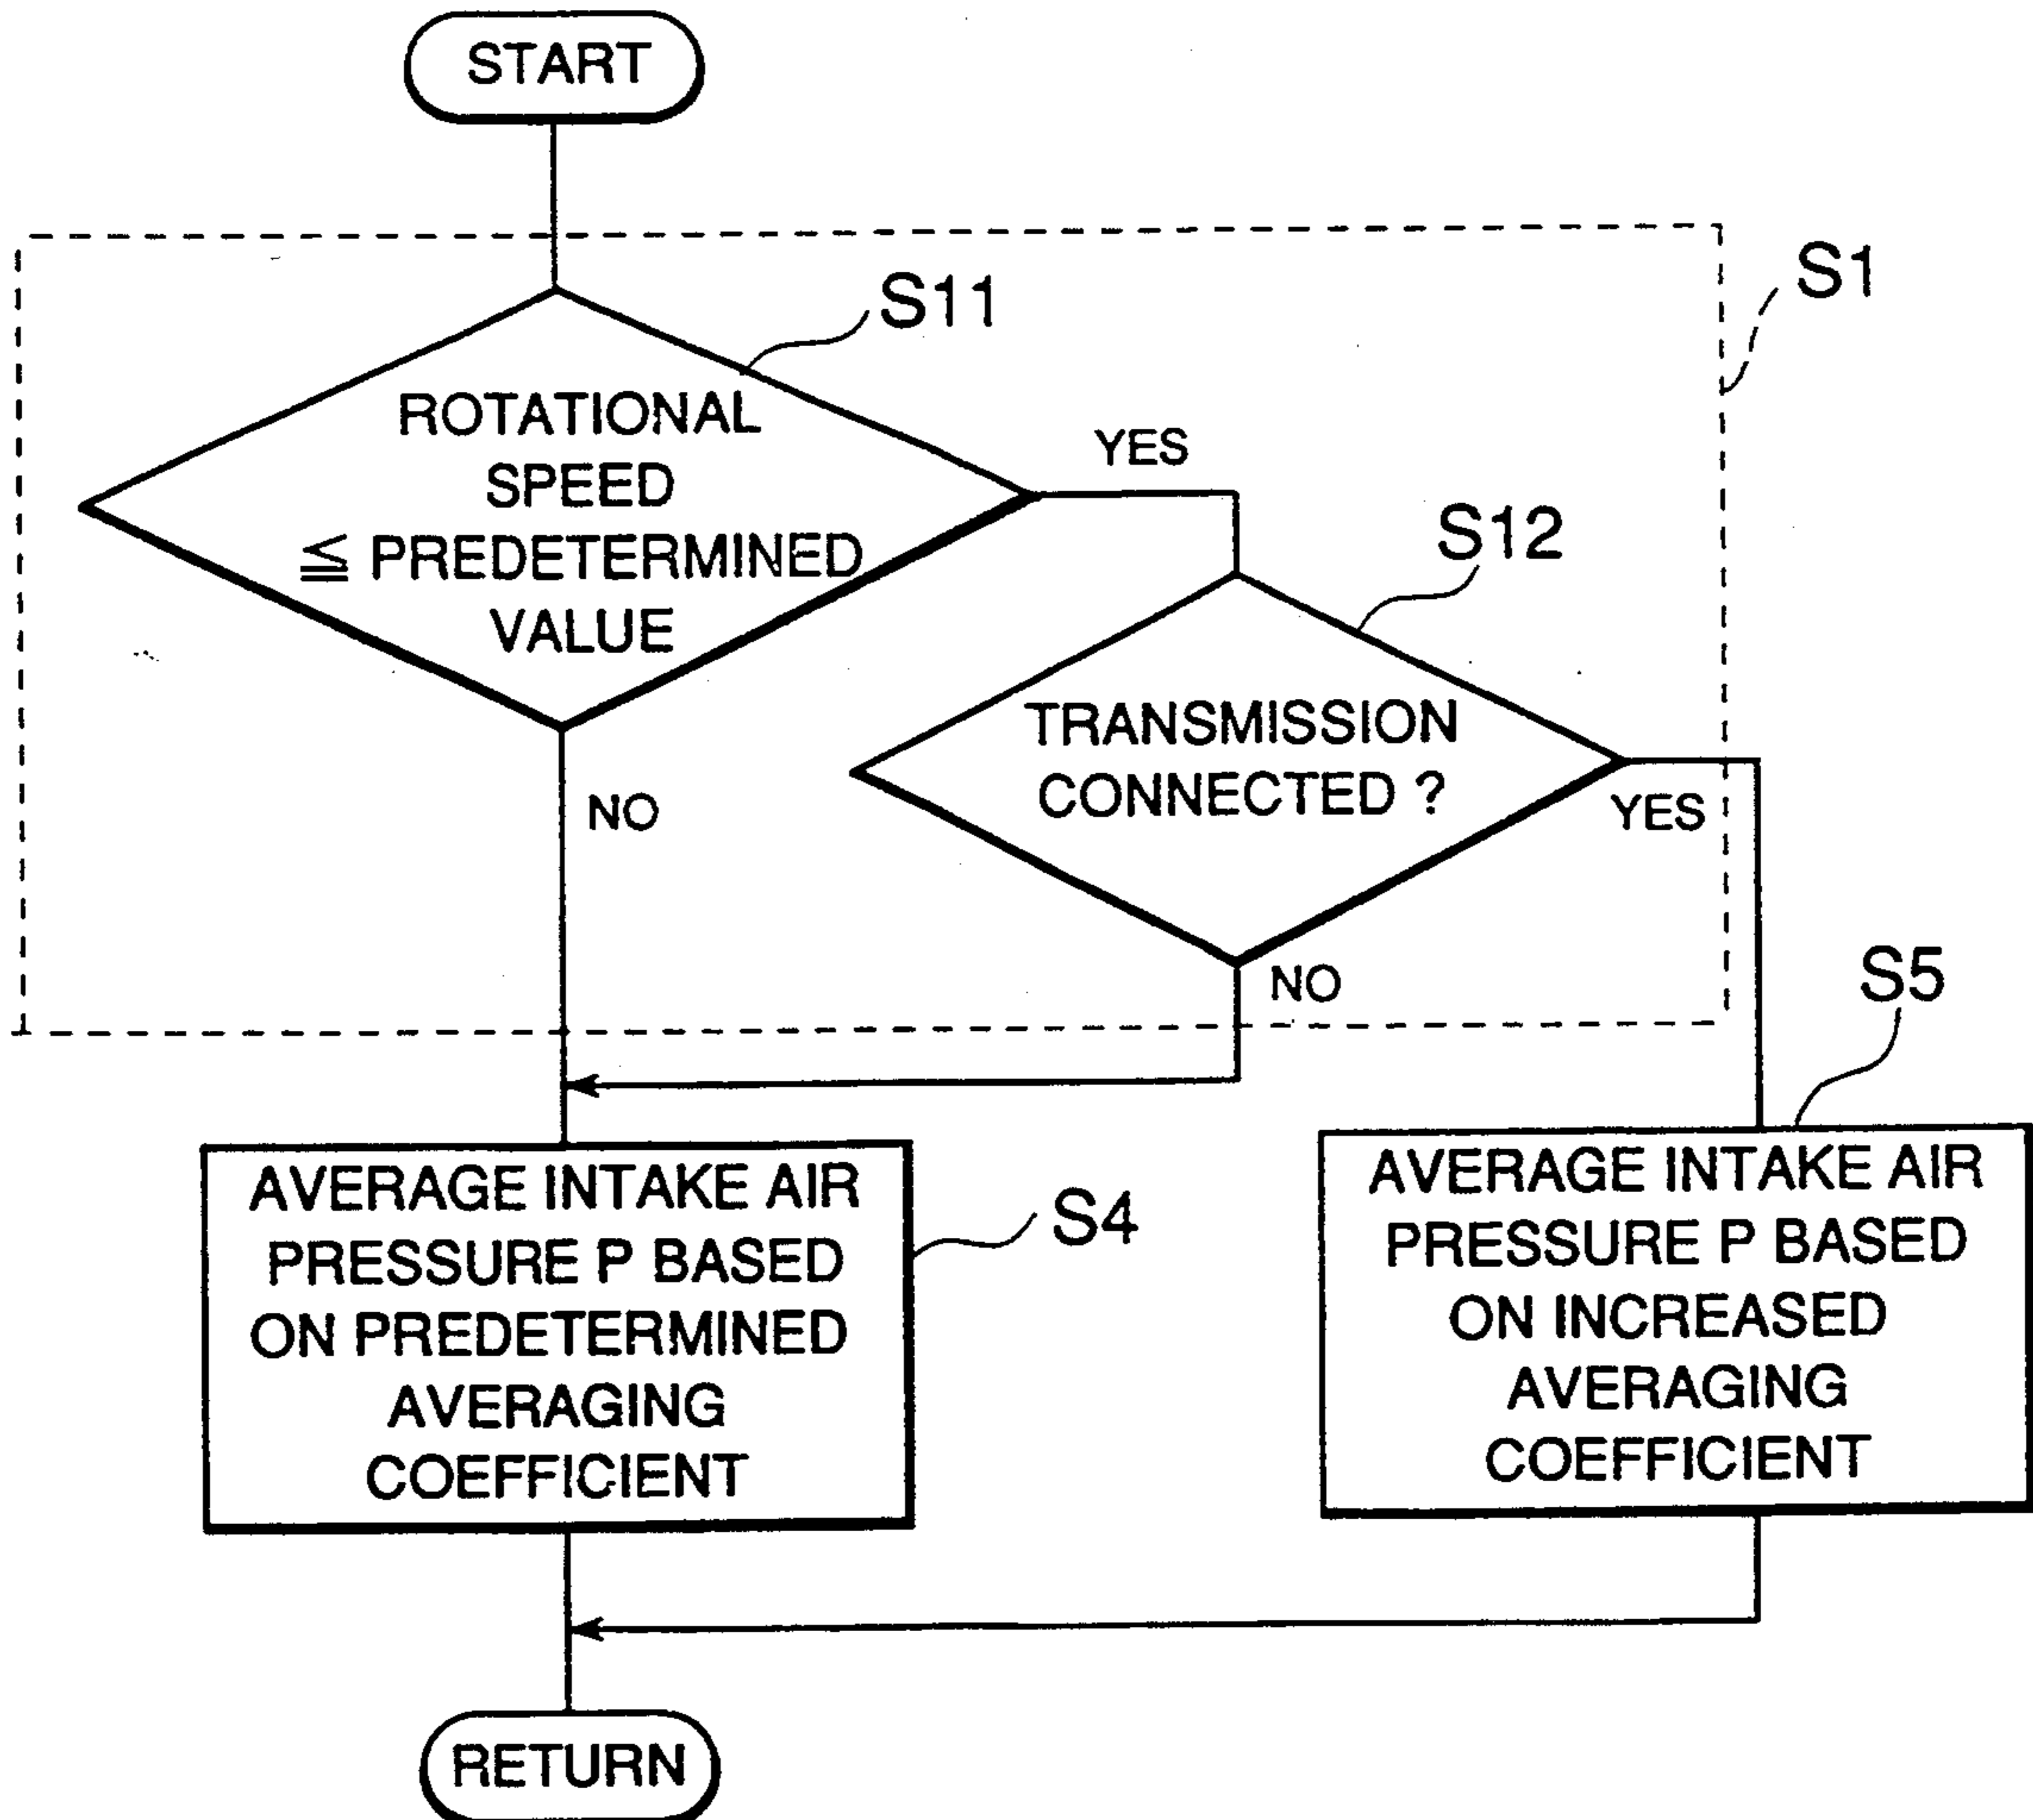 START
S1
S11
ROTATIONAL
SPEED
≦ PREDETERMINED
VALUE
YES
NO
S12
TRANSMISSION
CONNECTED ?
YES
NO
S5
AVERAGE INTAKE AIR
PRESSURE P BASED
ON PREDETERMINED
AVERAGING
COEFFICIENT
S4
AVERAGE INTAKE AIR
PRESSURE P BASED
ON INCREASED
AVERAGING
COEFFICIENT
RETURN